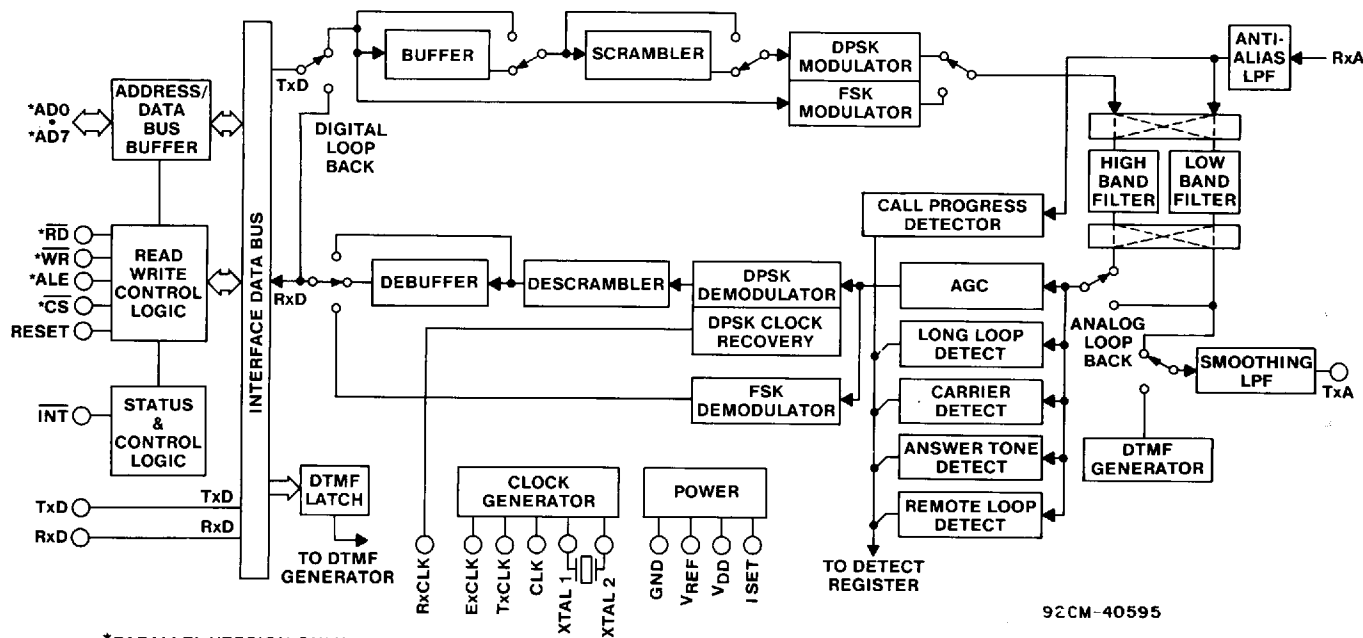 BUFFER
SCRAMBLER
DPSK
MODULATOR
FSK
MODULATOR
ANTI-
ALIAS
LPF
RxA
TxD
*AD0
*AD7
ADDRESS/
DATA
BUS
BUFFER
DIGITAL
LOOP
BACK
HIGH
BAND
FILTER
LOW
BAND
FILTER
CALL PROGRESS
DETECTOR
*RD
*WR
*ALE
*CS
RESET
READ
WRITE
CONTROL
LOGIC
INTERFACE DATA BUS
RxD
DEBUFFER
DESCRAMBLER
DPSK
DEMODULATOR
DPSK CLOCK
RECOVERY
AGC
ANALOG
LOOP
BACK
LONG LOOP
DETECT
SMOOTHING
LPF
TxA
INT
STATUS
&
CONTROL
LOGIC
FSK
DEMODULATOR
CARRIER
DETECT
ANSWER TONE
DETECT
DTMF
GENERATOR
REMOTE LOOP
DETECT
TxD
TxD
RxD
RxD
DTMF
LATCH
TO DTMF
GENERATOR
CLOCK
GENERATOR
POWER
RxCLK
ExCLK
TxCLK
CLK
XTAL 1
XTAL 2
GND
VREF
VDD
ISET
TO DETECT
REGISTER
92CM-40595